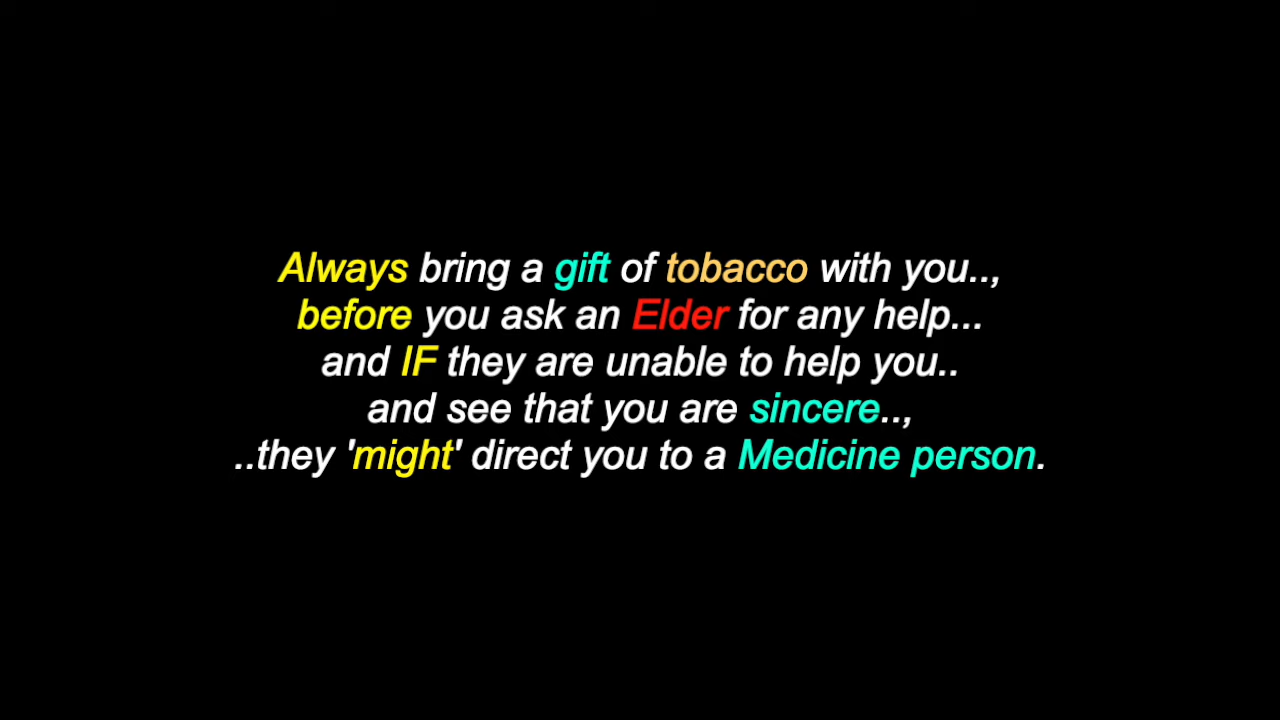 Always bring a gift of tobacco with you..,
before you ask an Elder for any help...
and IF they are unable to help you..
and see that you are sincere..,
..they 'might' direct you to a Medicine person.